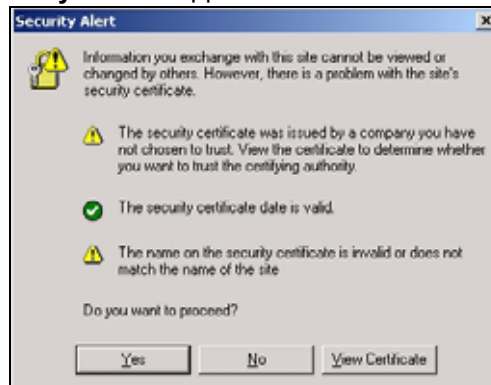 Security Alert
Information you exchange with this site cannot be viewed or
changed by others. However, there is a problem with the site's
security certificate.
The security certificate was issued by a company you have
not chosen to trust. View the certificate to determine whether
you want to trust the certifying authority.
The security certificate date is valid.
The name on the security certificate is invalid or does not
match the name of the site
Do you want to proceed?
Yes No View Certificate